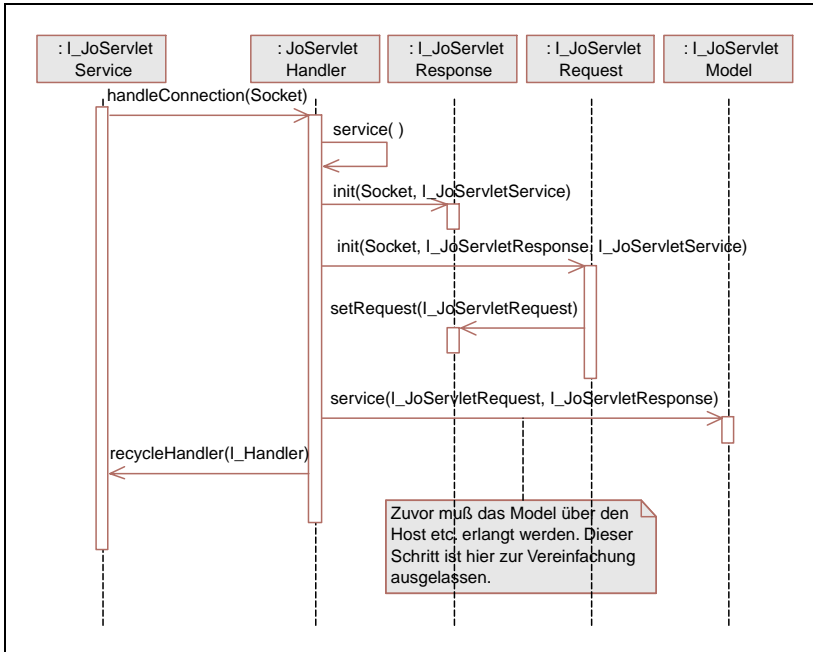 : I_JoServlet
Service
: JoServlet
Handler
: I_JoServlet
Response
: I_JoServlet
Request
: I_JoServlet
Model
handleConnection(Socket)
service( )
init(Socket, I_JoServletService)
init(Socket, I_JoServletResponse, I_JoServletService)
setRequest(I_JoServletRequest)
service(I_JoServletRequest, I_JoServletResponse)
recycleHandler(I_Handler)
Zuvor muß das Model über den
Host etc. erlangt werden. Dieser
Schritt ist hier zur Vereinfachung
ausgelassen.